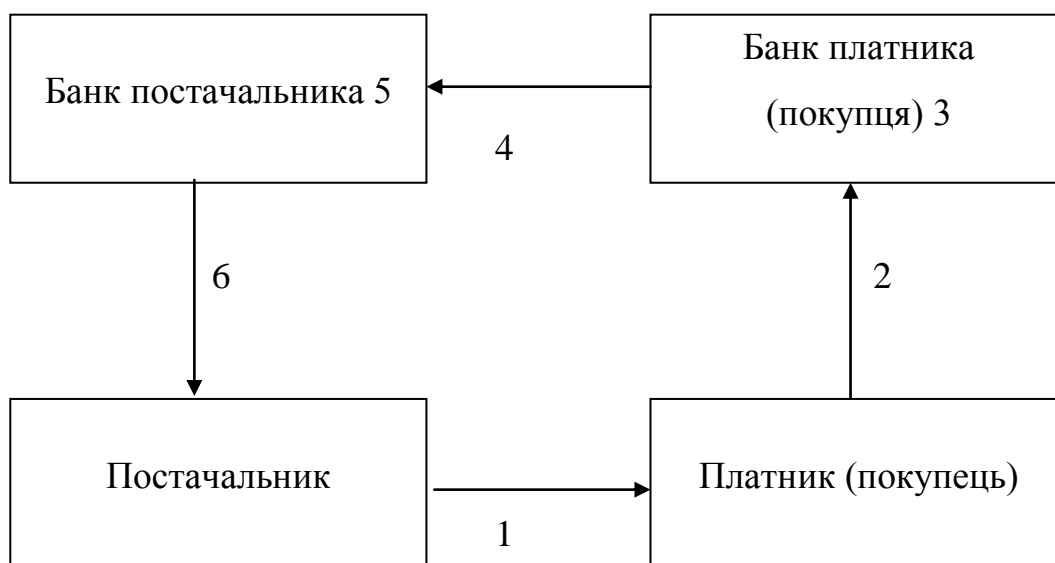 Банк постачальника 5
Банк платника
(покупця) 3
4
6
2
Постачальник
Платник (покупець)
1